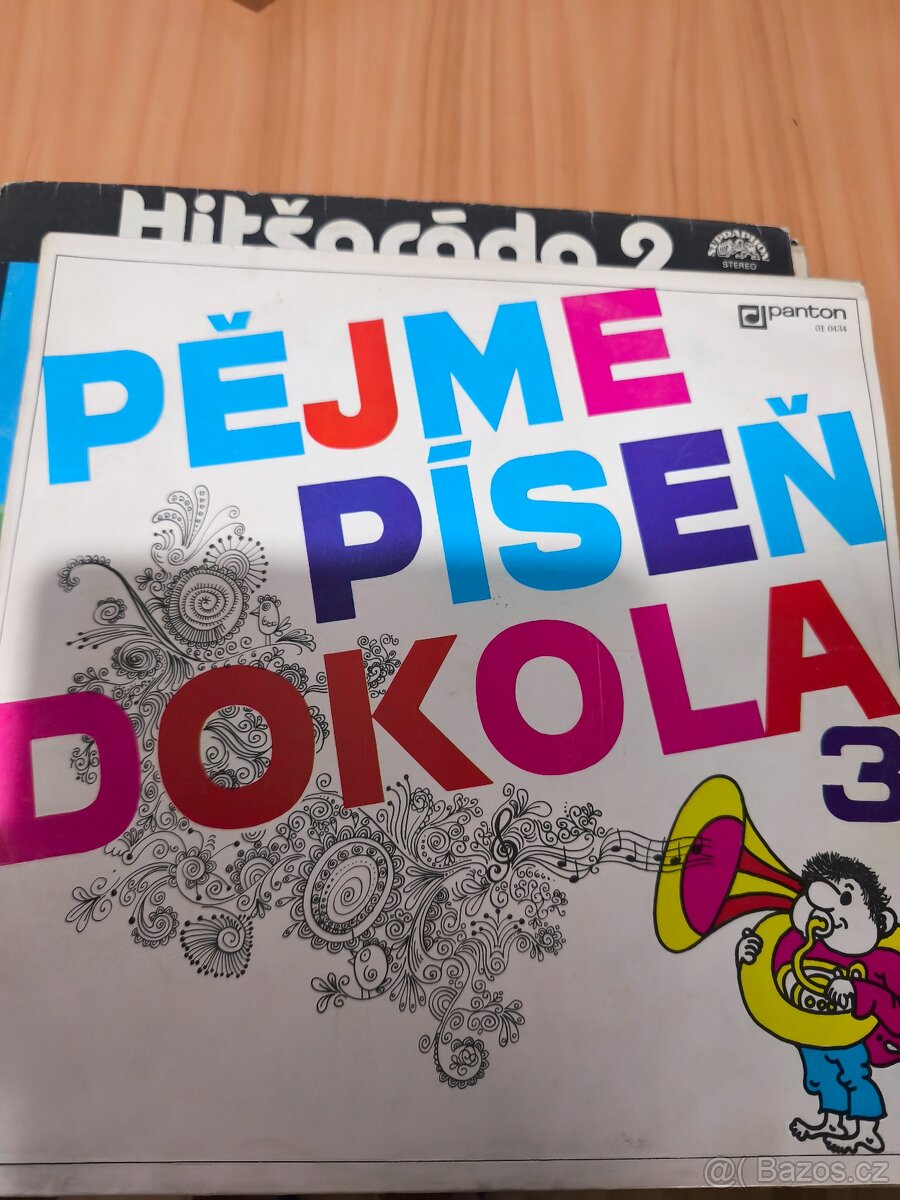 Hitšaráda 2
SUPRAPHON
STEREO
panton
01 0434
PĚJME
PÍSEŇ
DOKOLA
3
@( Bazos.cz